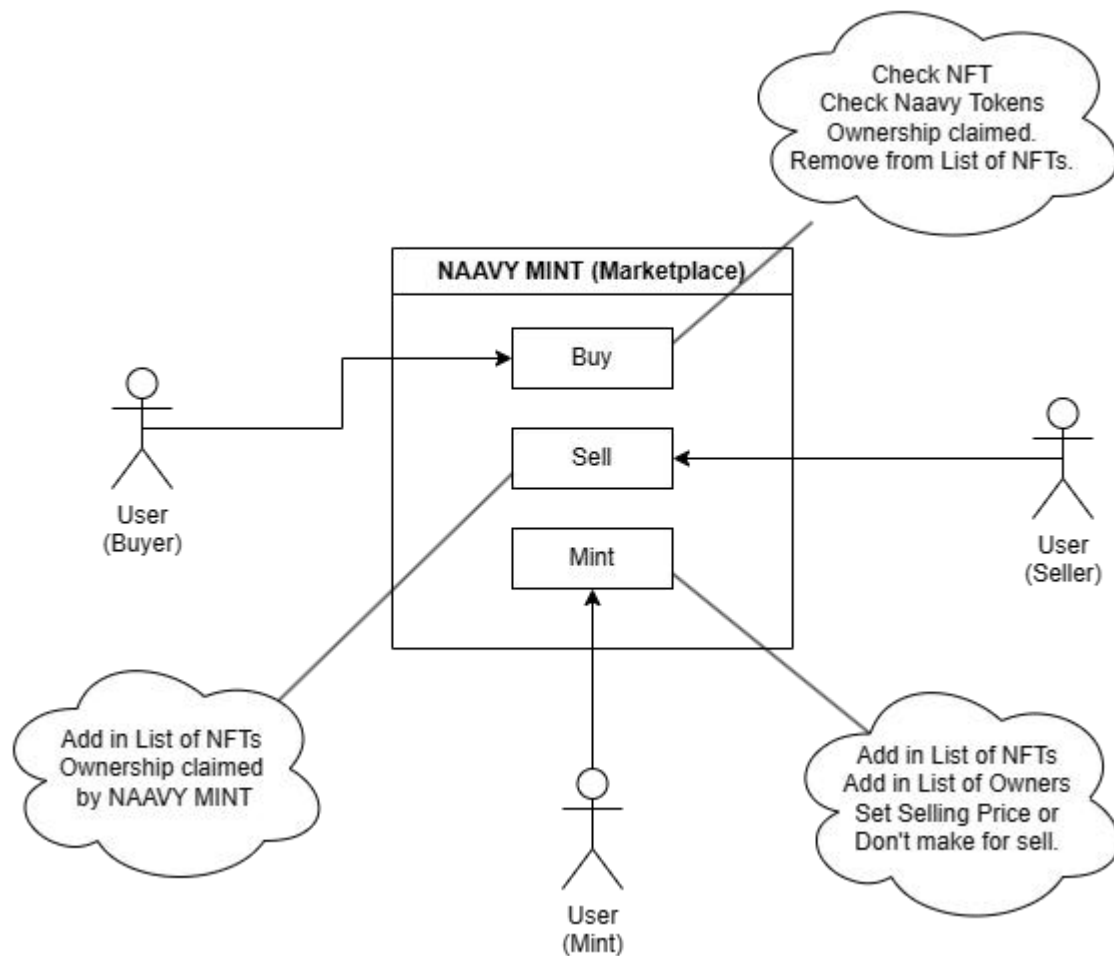 Check NFT
Check Naavy Tokens
Ownership claimed.
Remove from List of NFTs.
NAAVY MINT (Marketplace)
Buy
Sell
Mint
User
(Buyer)
User
(Seller)
Add in List of NFTs
Ownership claimed
by NAAVY MINT
Add in List of NFTs
Add in List of Owners
Set Selling Price or
Don't make for sell.
User
(Mint)